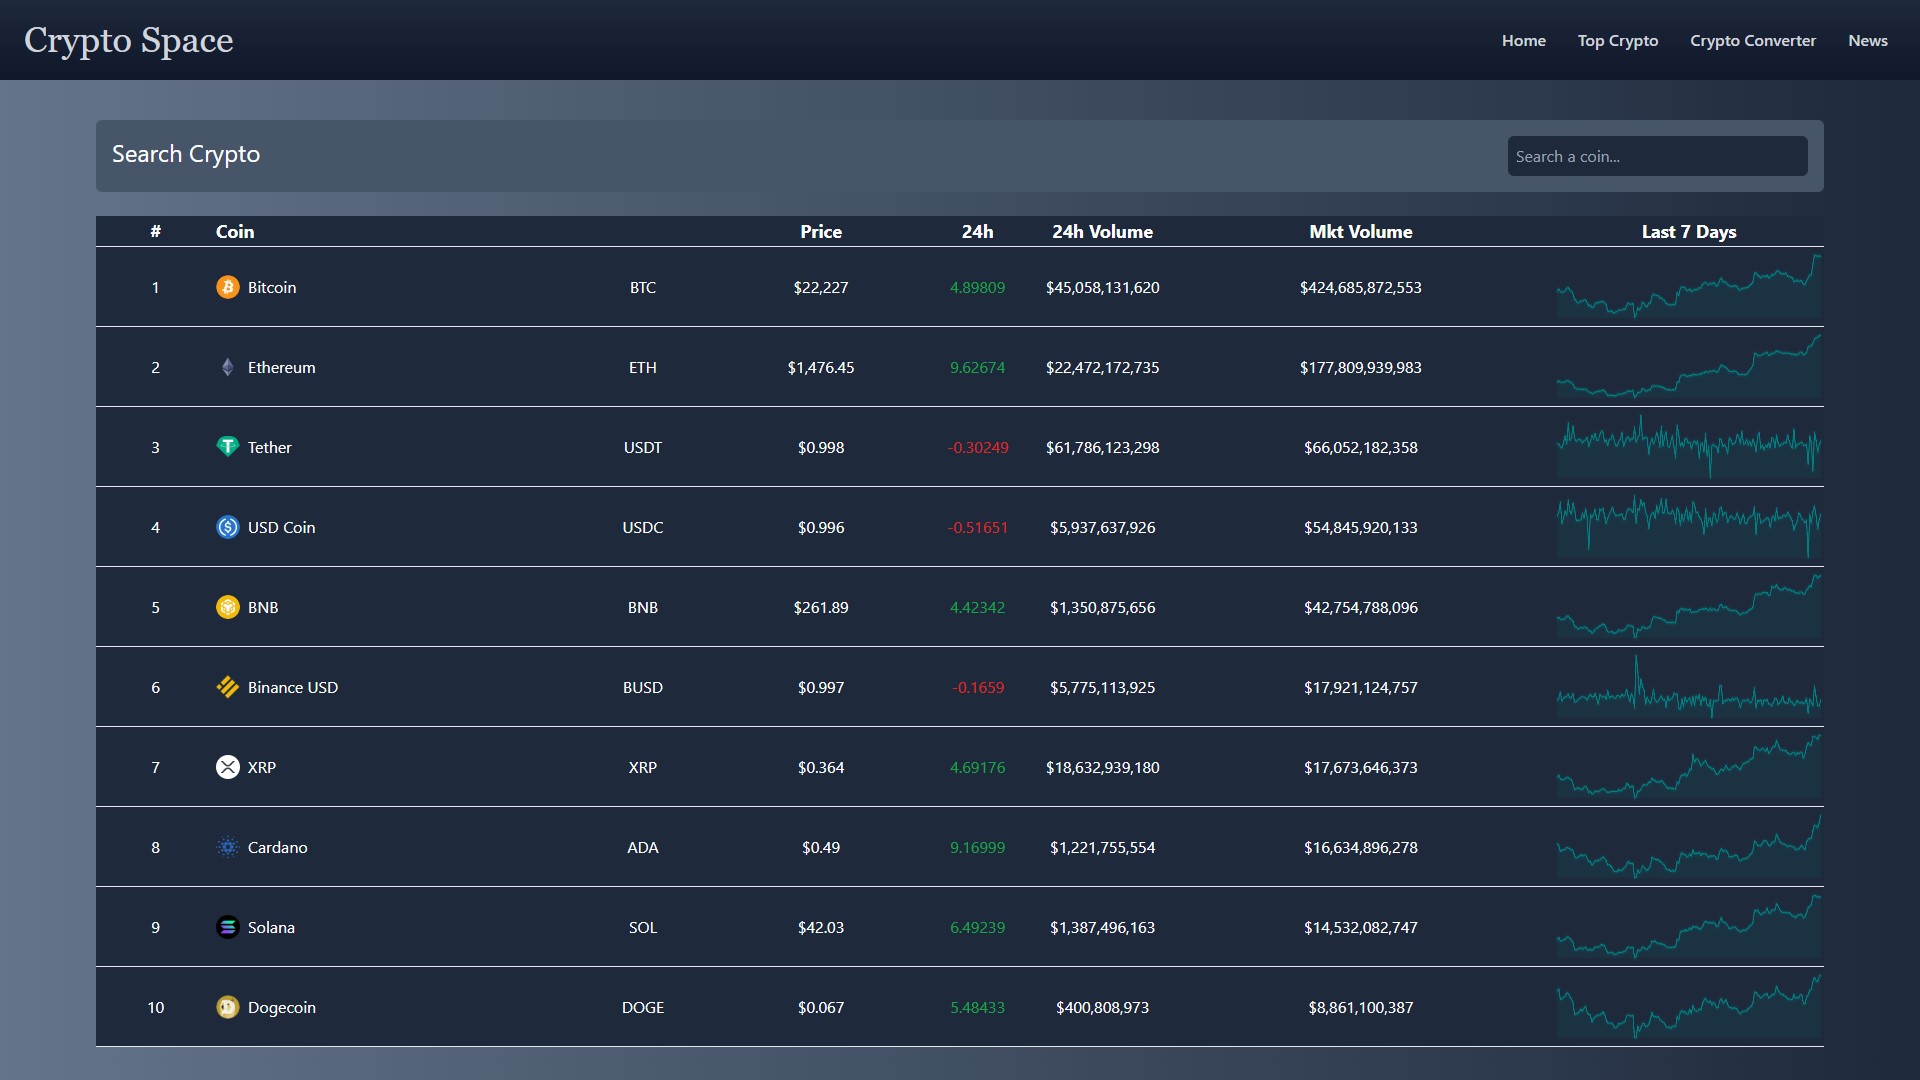 Crypto Space Home Top Crypto Crypto Converter News
Search Crypto Search a coin...
# Coin Price 24h 24h Volume Mkt Volume Last 7 Days
1 Bitcoin BTC $22,227 4.89809 $45,058,131,620 $424,685,872,553
2 Ethereum ETH $1,476.45 9.62674 $22,472,172,735 $177,809,939,983
3 Tether USDT $0.998 -0.30249 $61,786,123,298 $66,052,182,358
4 USD Coin USDC $0.996 -0.51651 $5,937,637,926 $54,845,920,133
5 BNB BNB $261.89 4.42342 $1,350,875,656 $42,754,788,096
6 Binance USD BUSD $0.997 -0.1659 $5,775,113,925 $17,921,124,757
7 XRP XRP $0.364 4.69176 $18,632,939,180 $17,673,646,373
8 Cardano ADA $0.49 9.16999 $1,221,755,554 $16,634,896,278
9 Solana SOL $42.03 6.49239 $1,387,496,163 $14,532,082,747
10 Dogecoin DOGE $0.067 5.48433 $400,808,973 $8,861,100,387